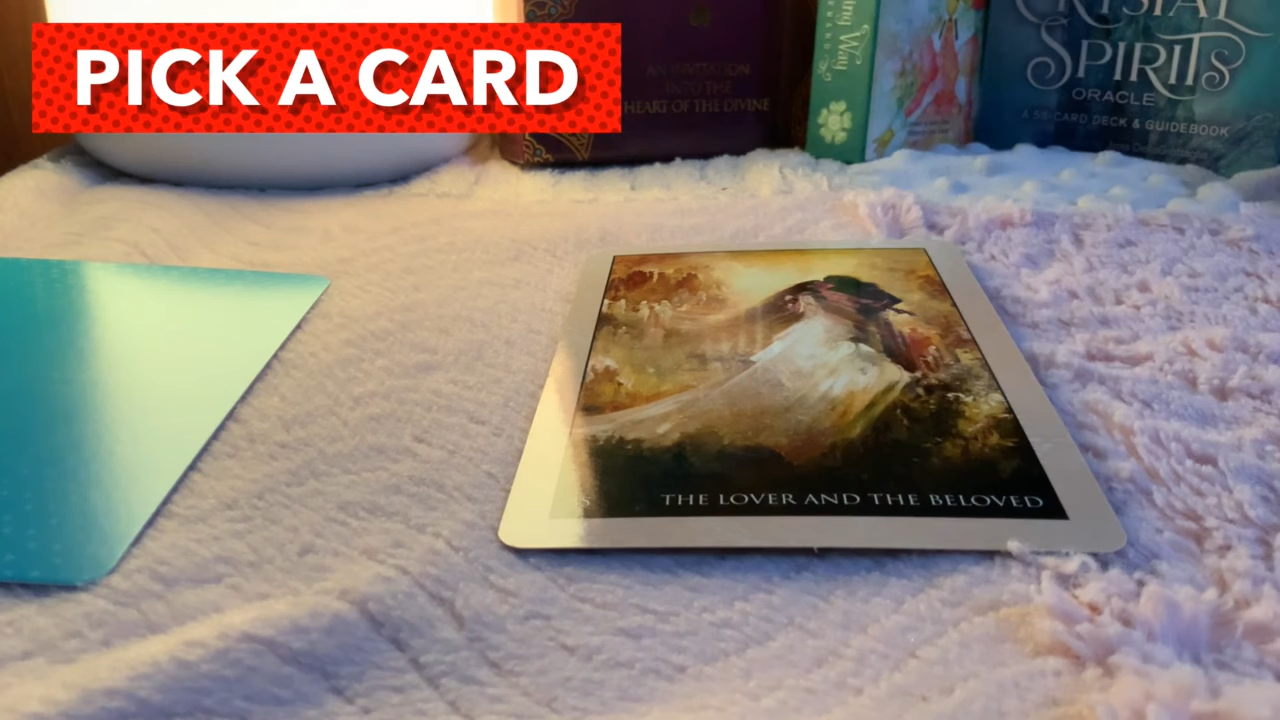 PICK A CARD
AN INVITATION
INTO THE
HEART OF THE DIVINE
Way
CRYSTAL
SPIRITS
ORACLE
A 58-CARD DECK & GUIDEBOOK
THE LOVER AND THE BELOVED